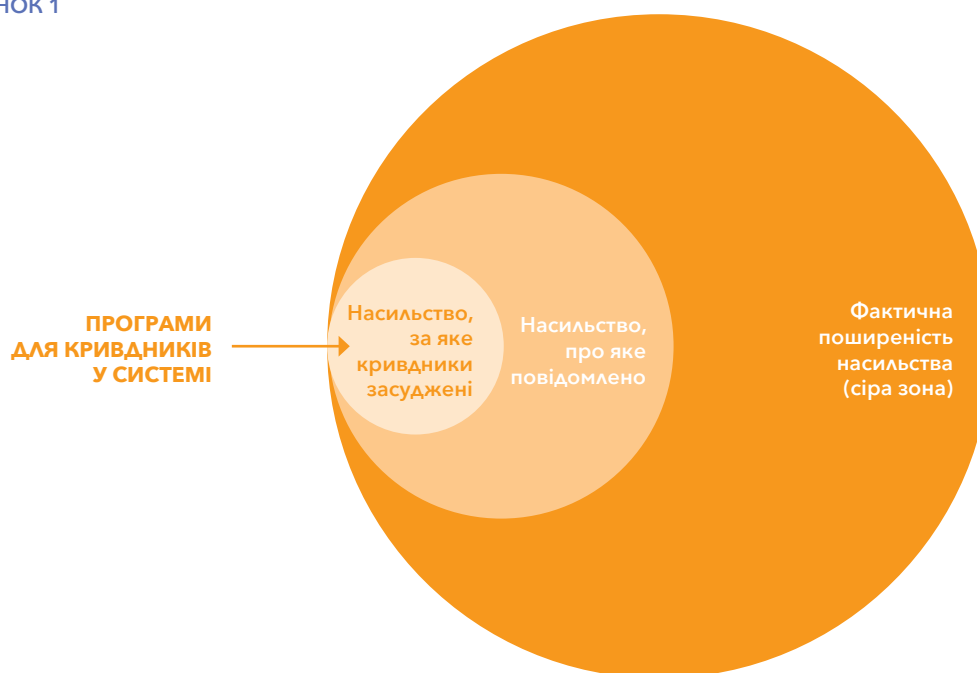 НОК 1
ПРОГРАМИ
ДЛЯ КРИВДНИКІВ
У СИСТЕМІ
Насильство,
за яке
кривдники
засуджені
Насильство,
про яке
повідомлено
Фактична
поширеність
насильства
(сіра зона)